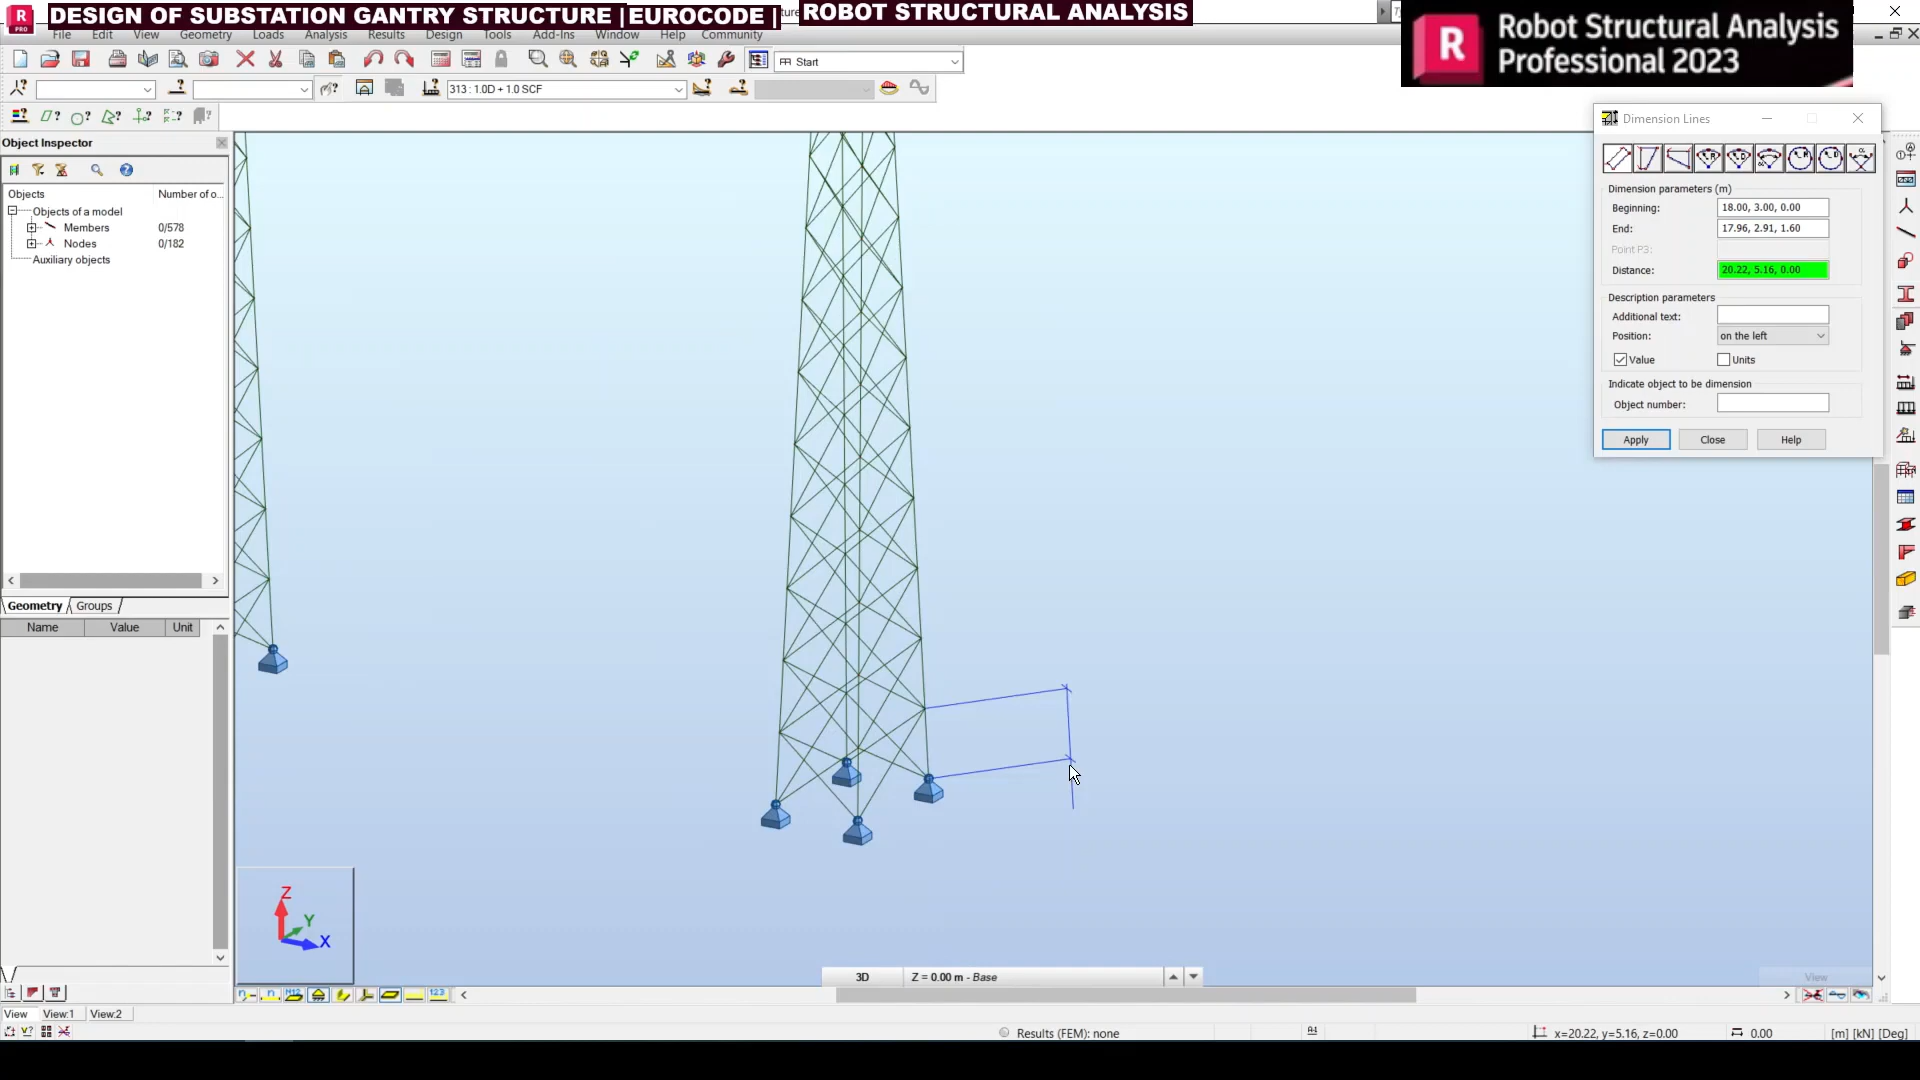 DESIGN OF SUBSTATION GANTRY STRUCTURE |EUROCODE |
ROBOT STRUCTURAL ANALYSIS
R
PRO
File Edit View Geometry Loads Analysis Results Design Tools Add-Ins Window Help Community
R
Robot Structural Analysis
Professional 2023
Start
313 : 1.0D + 1.0 SCF
Object Inspector
Objects Number of o...
Objects of a model
Members 0/578
Nodes 0/182
Auxiliary objects
Geometry Groups
Name Value Unit
Dimension Lines
Dimension parameters (m)
Beginning: 18.00, 3.00, 0.00
End: 17.96, 2.91, 1.60
Point P3:
Distance: 20.22, 5.16, 0.00
Description parameters
Additional text:
Position: on the left
Value Units
Indicate object to be dimension
Object number:
Apply Close Help
Z
Y
X
3D Z = 0.00 m - Base
View
View View:1 View:2
Results (FEM): none
x=20.22, y=5.16, z=0.00
0.00
[m] [kN] [Deg]